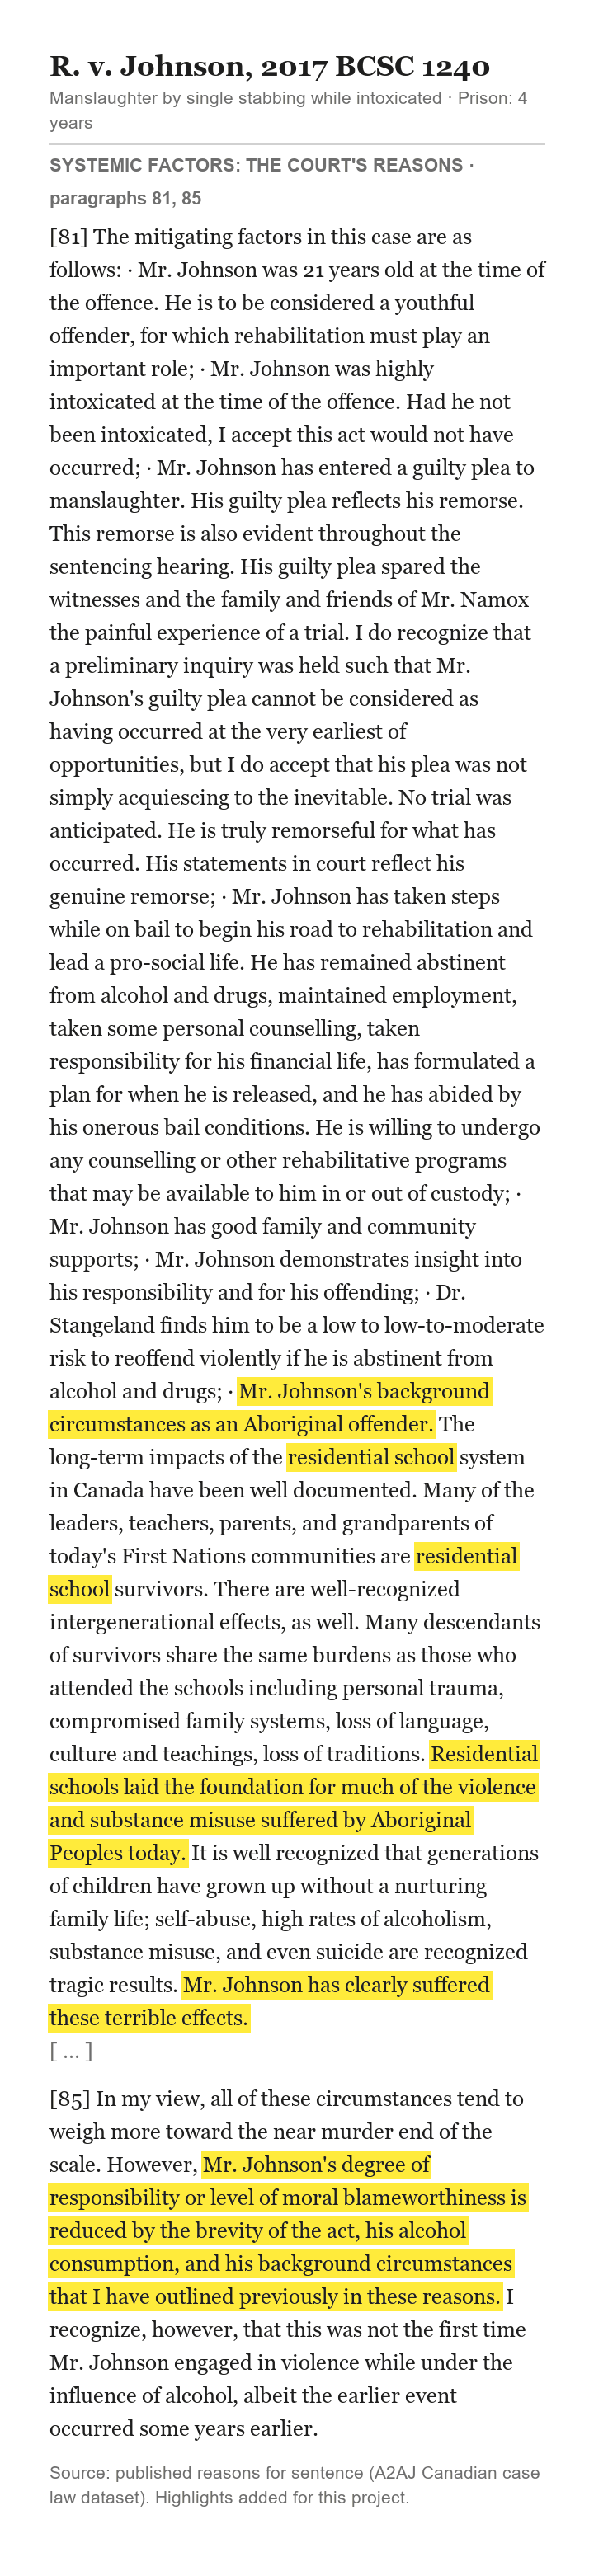 R. v. Johnson, 2017 BCSC 1240
Manslaughter by single stabbing while intoxicated · Prison: 4
years
SYSTEMIC FACTORS: THE COURT'S REASONS ·
paragraphs 81, 85
[81] The mitigating factors in this case are as
follows: · Mr. Johnson was 21 years old at the time of
the offence. He is to be considered a youthful
offender, for which rehabilitation must play an
important role; · Mr. Johnson was highly
intoxicated at the time of the offence. Had he not
been intoxicated, I accept this act would not have
occurred; · Mr. Johnson has entered a guilty plea to
manslaughter. His guilty plea reflects his remorse.
This remorse is also evident throughout the
sentencing hearing. His guilty plea spared the
witnesses and the family and friends of Mr. Namox
the painful experience of a trial. I do recognize that
a preliminary inquiry was held such that Mr.
Johnson's guilty plea cannot be considered as
having occurred at the very earliest of
opportunities, but I do accept that his plea was not
simply acquiescing to the inevitable. No trial was
anticipated. He is truly remorseful for what has
occurred. His statements in court reflect his
genuine remorse; · Mr. Johnson has taken steps
while on bail to begin his road to rehabilitation and
lead a pro-social life. He has remained abstinent
from alcohol and drugs, maintained employment,
taken some personal counselling, taken
responsibility for his financial life, has formulated a
plan for when he is released, and he has abided by
his onerous bail conditions. He is willing to undergo
any counselling or other rehabilitative programs
that may be available to him in or out of custody; ·
Mr. Johnson has good family and community
supports; · Mr. Johnson demonstrates insight into
his responsibility and for his offending; · Dr.
Stangeland finds him to be a low to low-to-moderate
risk to reoffend violently if he is abstinent from
alcohol and drugs; · Mr. Johnson's background
circumstances as an Aboriginal offender. The
long-term impacts of the residential school system
in Canada have been well documented. Many of the
leaders, teachers, parents, and grandparents of
today's First Nations communities are residential
school survivors. There are well-recognized
intergenerational effects, as well. Many descendants
of survivors share the same burdens as those who
attended the schools including personal trauma,
compromised family systems, loss of language,
culture and teachings, loss of traditions. Residential
schools laid the foundation for much of the violence
and substance misuse suffered by Aboriginal
Peoples today. It is well recognized that generations
of children have grown up without a nurturing
family life; self-abuse, high rates of alcoholism,
substance misuse, and even suicide are recognized
tragic results. Mr. Johnson has clearly suffered
these terrible effects.
[ ... ]
[85] In my view, all of these circumstances tend to
weigh more toward the near murder end of the
scale. However, Mr. Johnson's degree of
responsibility or level of moral blameworthiness is
reduced by the brevity of the act, his alcohol
consumption, and his background circumstances
that I have outlined previously in these reasons. I
recognize, however, that this was not the first time
Mr. Johnson engaged in violence while under the
influence of alcohol, albeit the earlier event
occurred some years earlier.
Source: published reasons for sentence (A2AJ Canadian case
law dataset). Highlights added for this project.